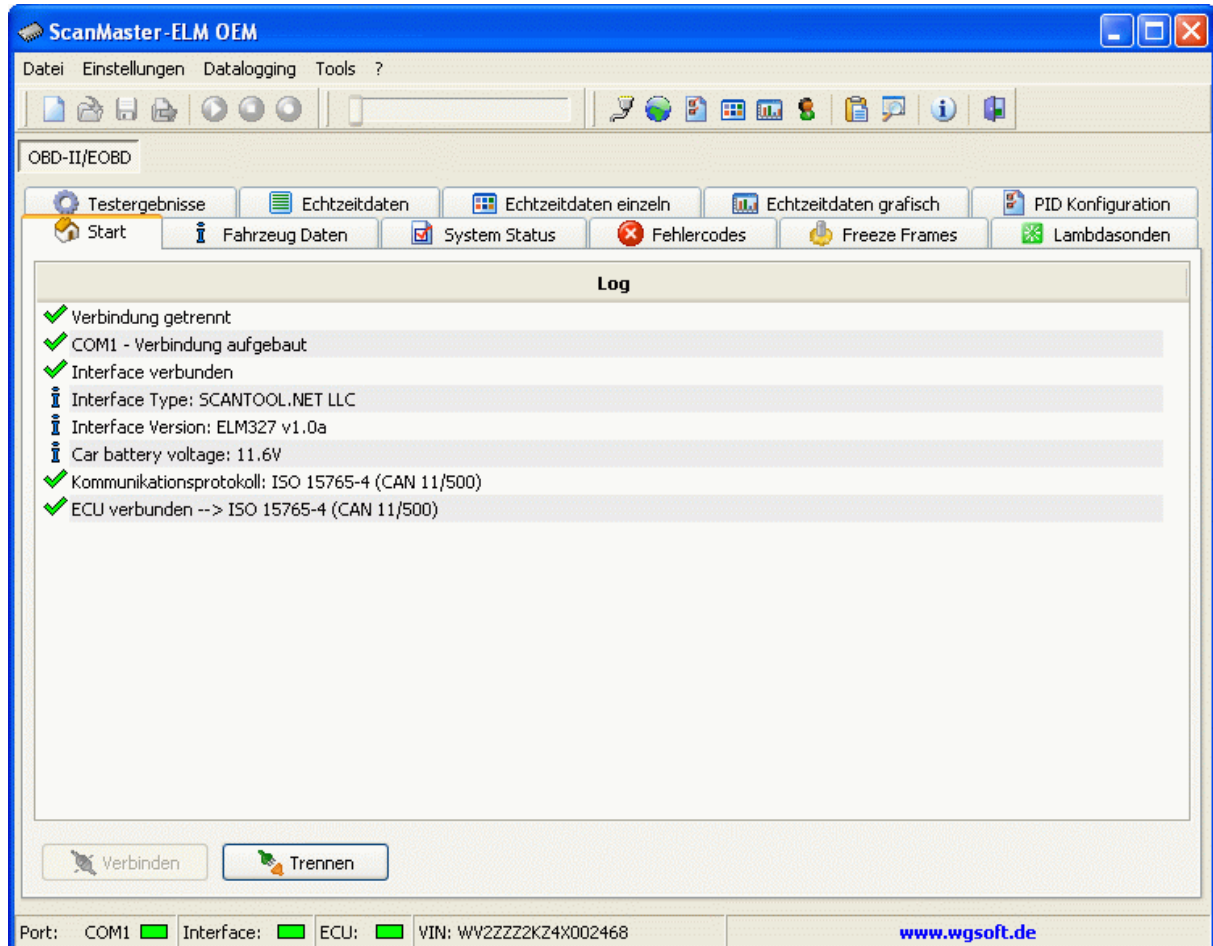 ScanMaster-ELM OEM
Datei Einstellungen Datalogging Tools ?
OBD-II/EOBD
Testergebnisse Echtzeitdaten Echtzeitdaten einzeln Echtzeitdaten grafisch PID Konfiguration
Start Fahrzeug Daten System Status Fehlercodes Freeze Frames Lambdasonden
Log
Verbindung getrennt
COM1 - Verbindung aufgebaut
Interface verbunden
Interface Type: SCANTOOL.NET LLC
Interface Version: ELM327 v1.0a
Car battery voltage: 11.6V
Kommunikationsprotokoll: ISO 15765-4 (CAN 11/500)
ECU verbunden --> ISO 15765-4 (CAN 11/500)
Verbinden Trennen
Port: COM1 Interface: ECU: VIN: WV2ZZZ2KZ4X002468 www.wgsoft.de